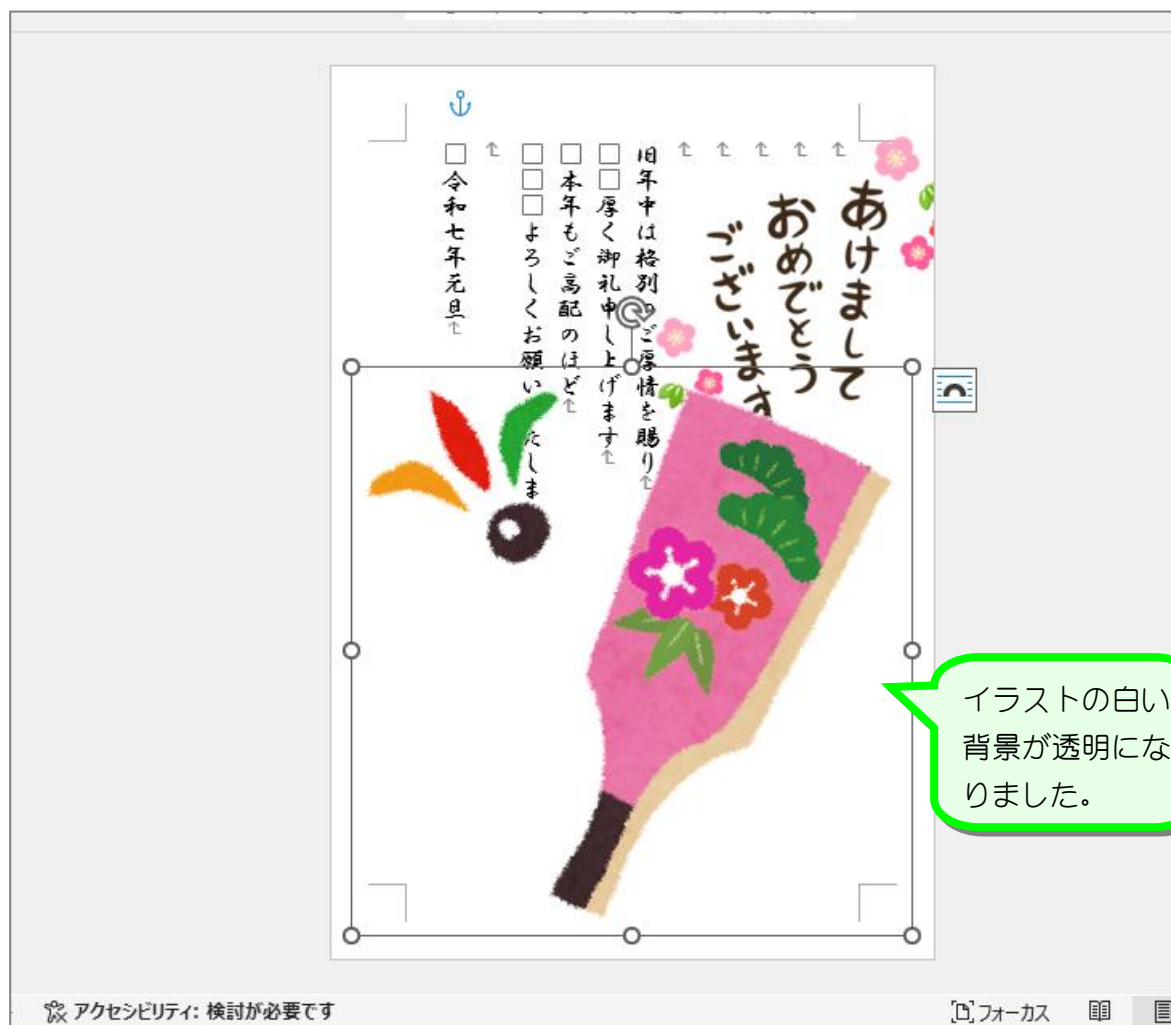 あけまして
おめでとう
ございます
旧年中は格別のご厚情を賜り
厚く御礼申し上げます
本年もご高配のほど
よろしくお願い たしま
令和七年元旦
イラストの白い
背景が透明にな
りました。
アクセシビリティ: 検討が必要です
フォーカス